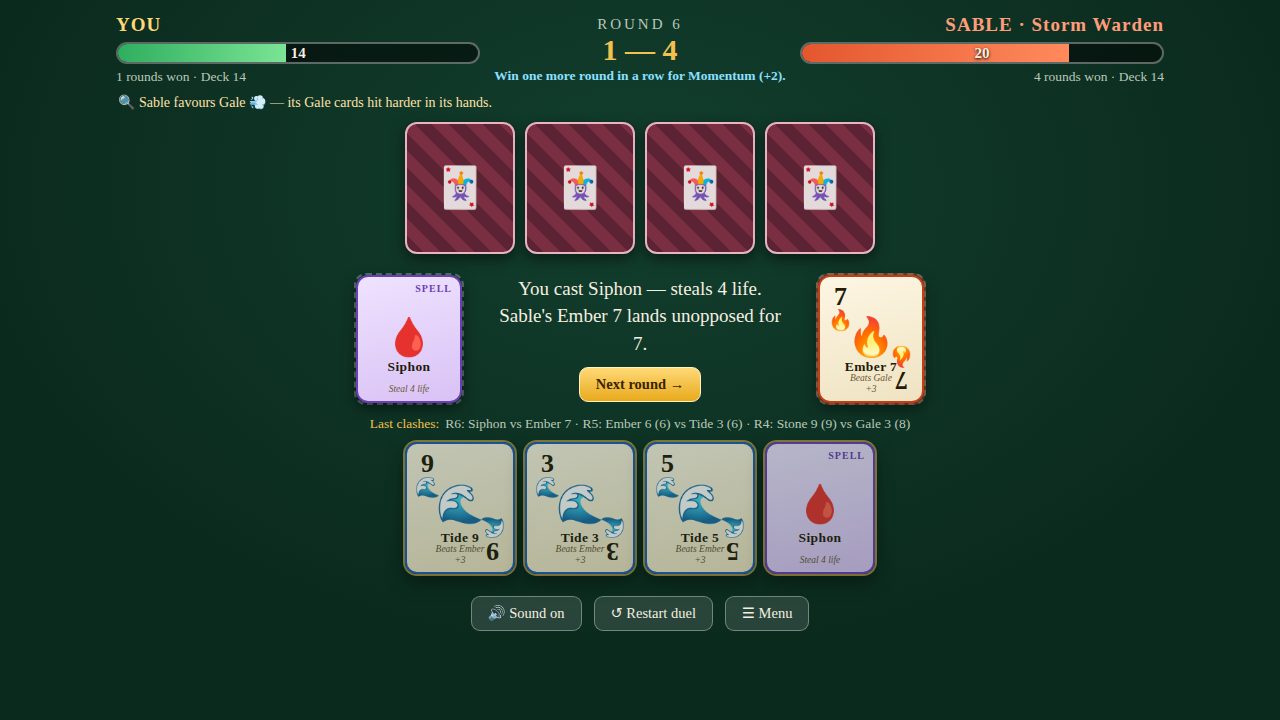 YOU
14
1 rounds won · Deck 14
ROUND 6
1 — 4
Win one more round in a row for Momentum (+2).
SABLE · Storm Warden
20
4 rounds won · Deck 14
🔍 Sable favours Gale 💨 — its Gale cards hit harder in its hands.
SPELL
Siphon
Steal 4 life
You cast Siphon — steals 4 life.
Sable's Ember 7 lands unopposed for
7.
Next round →
7
Ember 7
Beats Gale
+3
7
Last clashes: R6: Siphon vs Ember 7 · R5: Ember 6 (6) vs Tide 3 (6) · R4: Stone 9 (9) vs Gale 3 (8)
9
Tide 9
Beats Ember
+3
9
3
Tide 3
Beats Ember
+3
3
5
Tide 5
Beats Ember
+3
5
SPELL
Siphon
Steal 4 life
🔊 Sound on
↺ Restart duel
☰ Menu